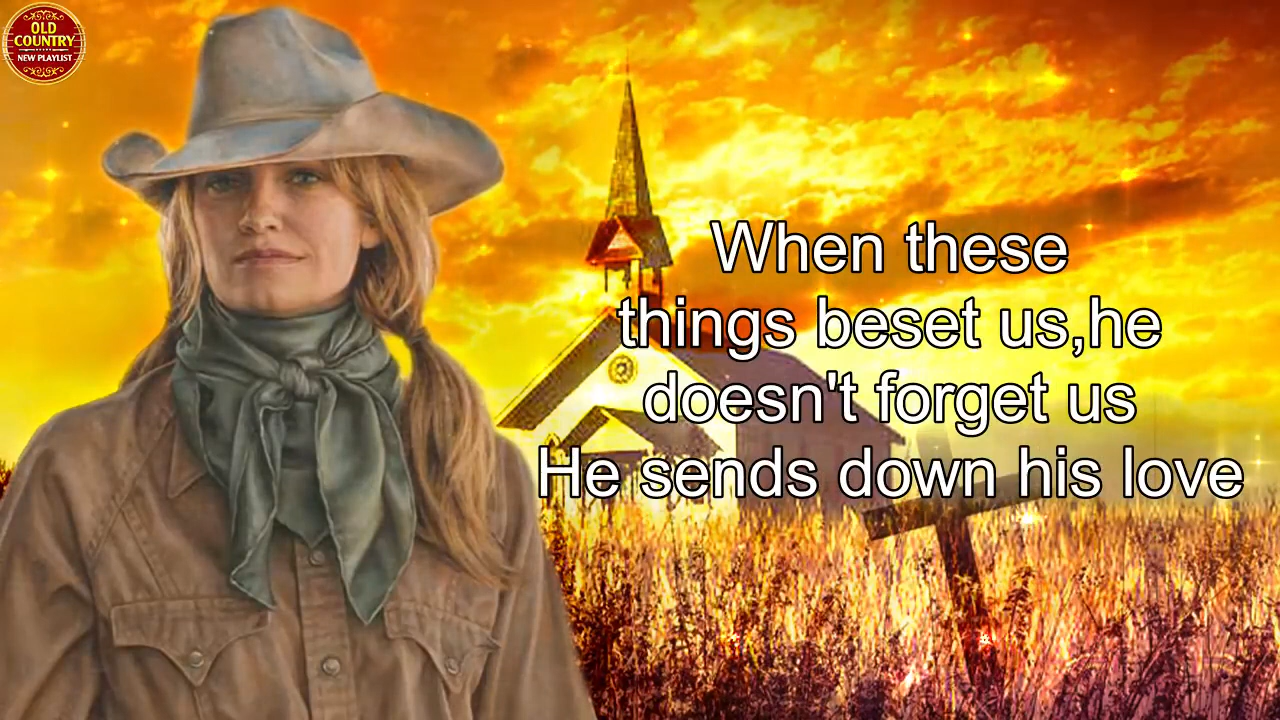 OLD
COUNTRY
NEW PLAYLIST
When these
things beset us,he
doesn't forget us
He sends down his love